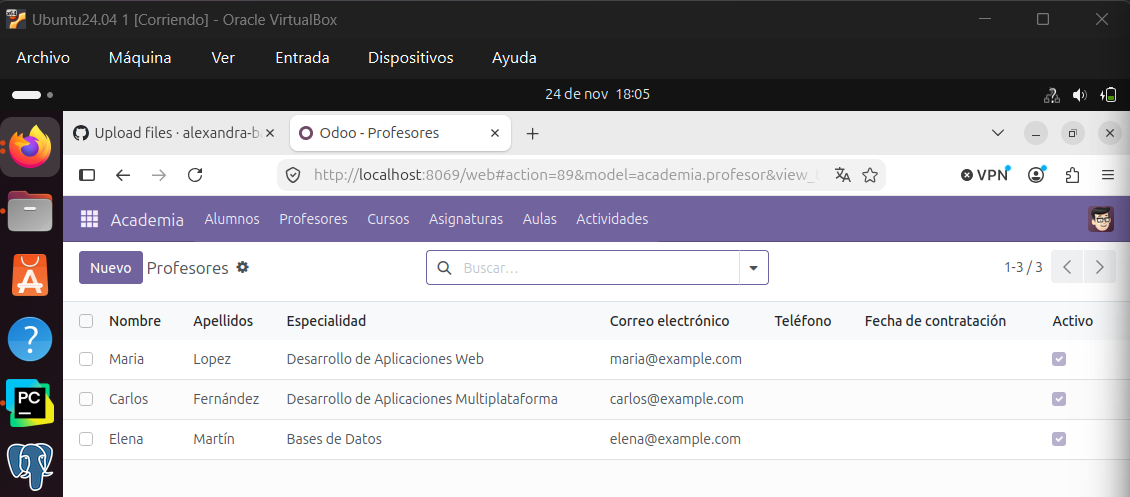 Ubuntu24.04 1 [Corriendo] - Oracle VirtualBox
Archivo Máquina Ver Entrada Dispositivos Ayuda
24 de nov 18:05
Upload files · alexandra-ba
Odoo - Profesores
http://localhost:8069/web#action=89&model=academia.profesor&view_t
VPN
Academia Alumnos Profesores Cursos Asignaturas Aulas Actividades
Nuevo Profesores Buscar... 1-3 / 3
Nombre Apellidos Especialidad Correo electrónico Teléfono Fecha de contratación Activo
Maria Lopez Desarrollo de Aplicaciones Web maria@example.com
Carlos Fernández Desarrollo de Aplicaciones Multiplataforma carlos@example.com
PC
Elena Martín Bases de Datos elena@example.com